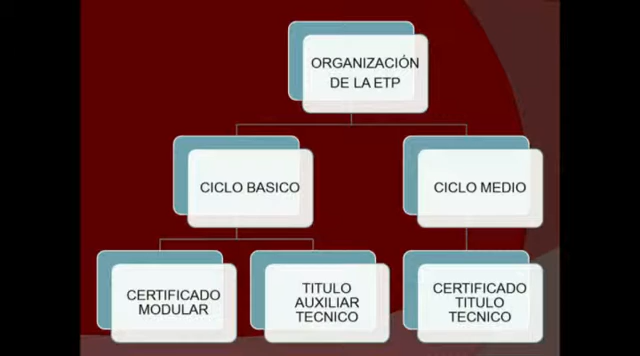 ORGANIZACIÓN
DE LA ETP
CICLO BASICO
CICLO MEDIO
CERTIFICADO
MODULAR
TITULO
AUXILIAR
TECNICO
CERTIFICADO
TITULO
TECNICO